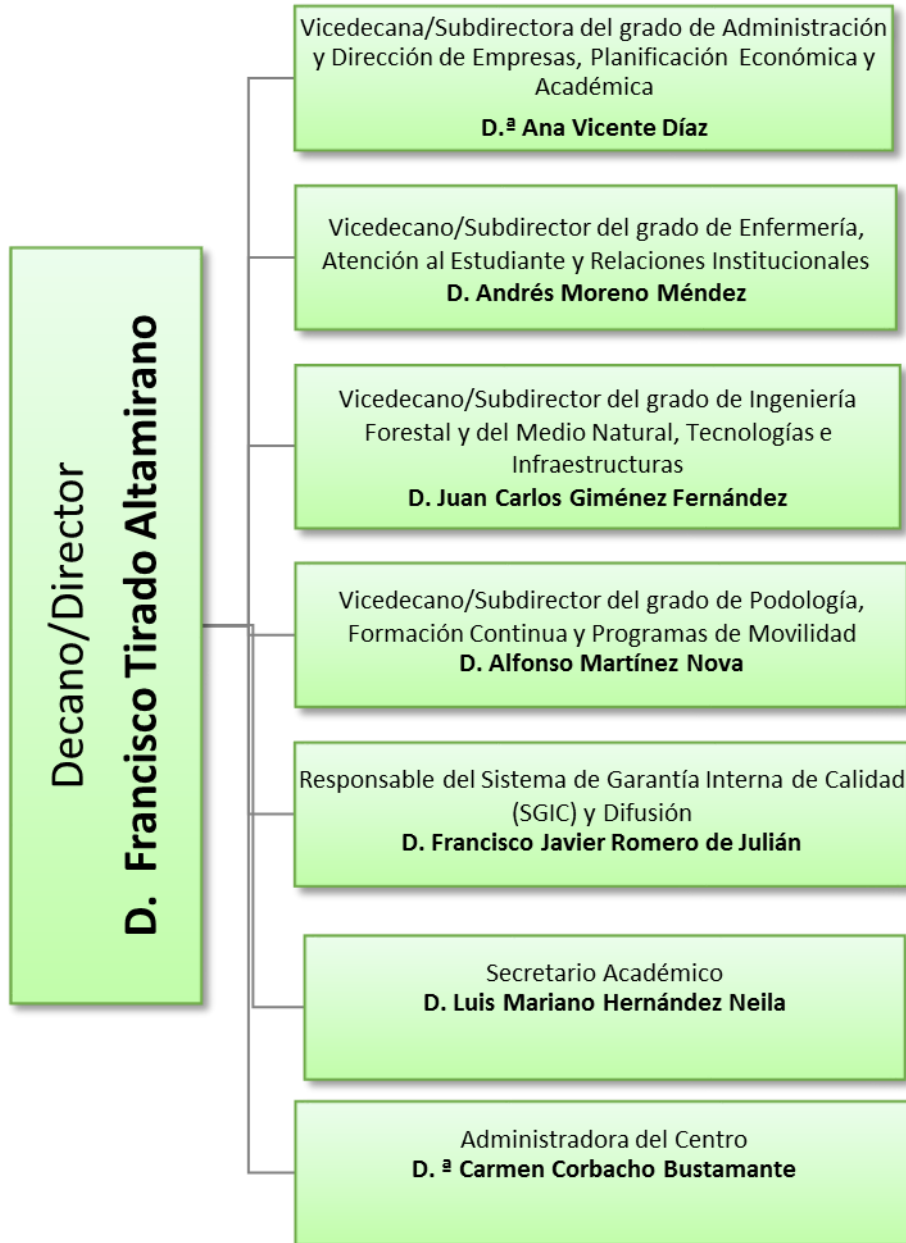 Decano/Director
D. Francisco Tirado Altamirano
Vicedecana/Subdirectora del grado de Administración
y Dirección de Empresas, Planificación Económica y
Académica
D.ª Ana Vicente Díaz
Vicedecano/Subdirector del grado de Enfermería,
Atención al Estudiante y Relaciones Institucionales
D. Andrés Moreno Méndez
Vicedecano/Subdirector del grado de Ingeniería
Forestal y del Medio Natural, Tecnologías e
Infraestructuras
D. Juan Carlos Giménez Fernández
Vicedecano/Subdirector del grado de Podología,
Formación Continua y Programas de Movilidad
D. Alfonso Martínez Nova
Responsable del Sistema de Garantía Interna de Calidad
(SGIC) y Difusión
D. Francisco Javier Romero de Julián
Secretario Académico
D. Luis Mariano Hernández Neila
Administradora del Centro
D. ª Carmen Corbacho Bustamante